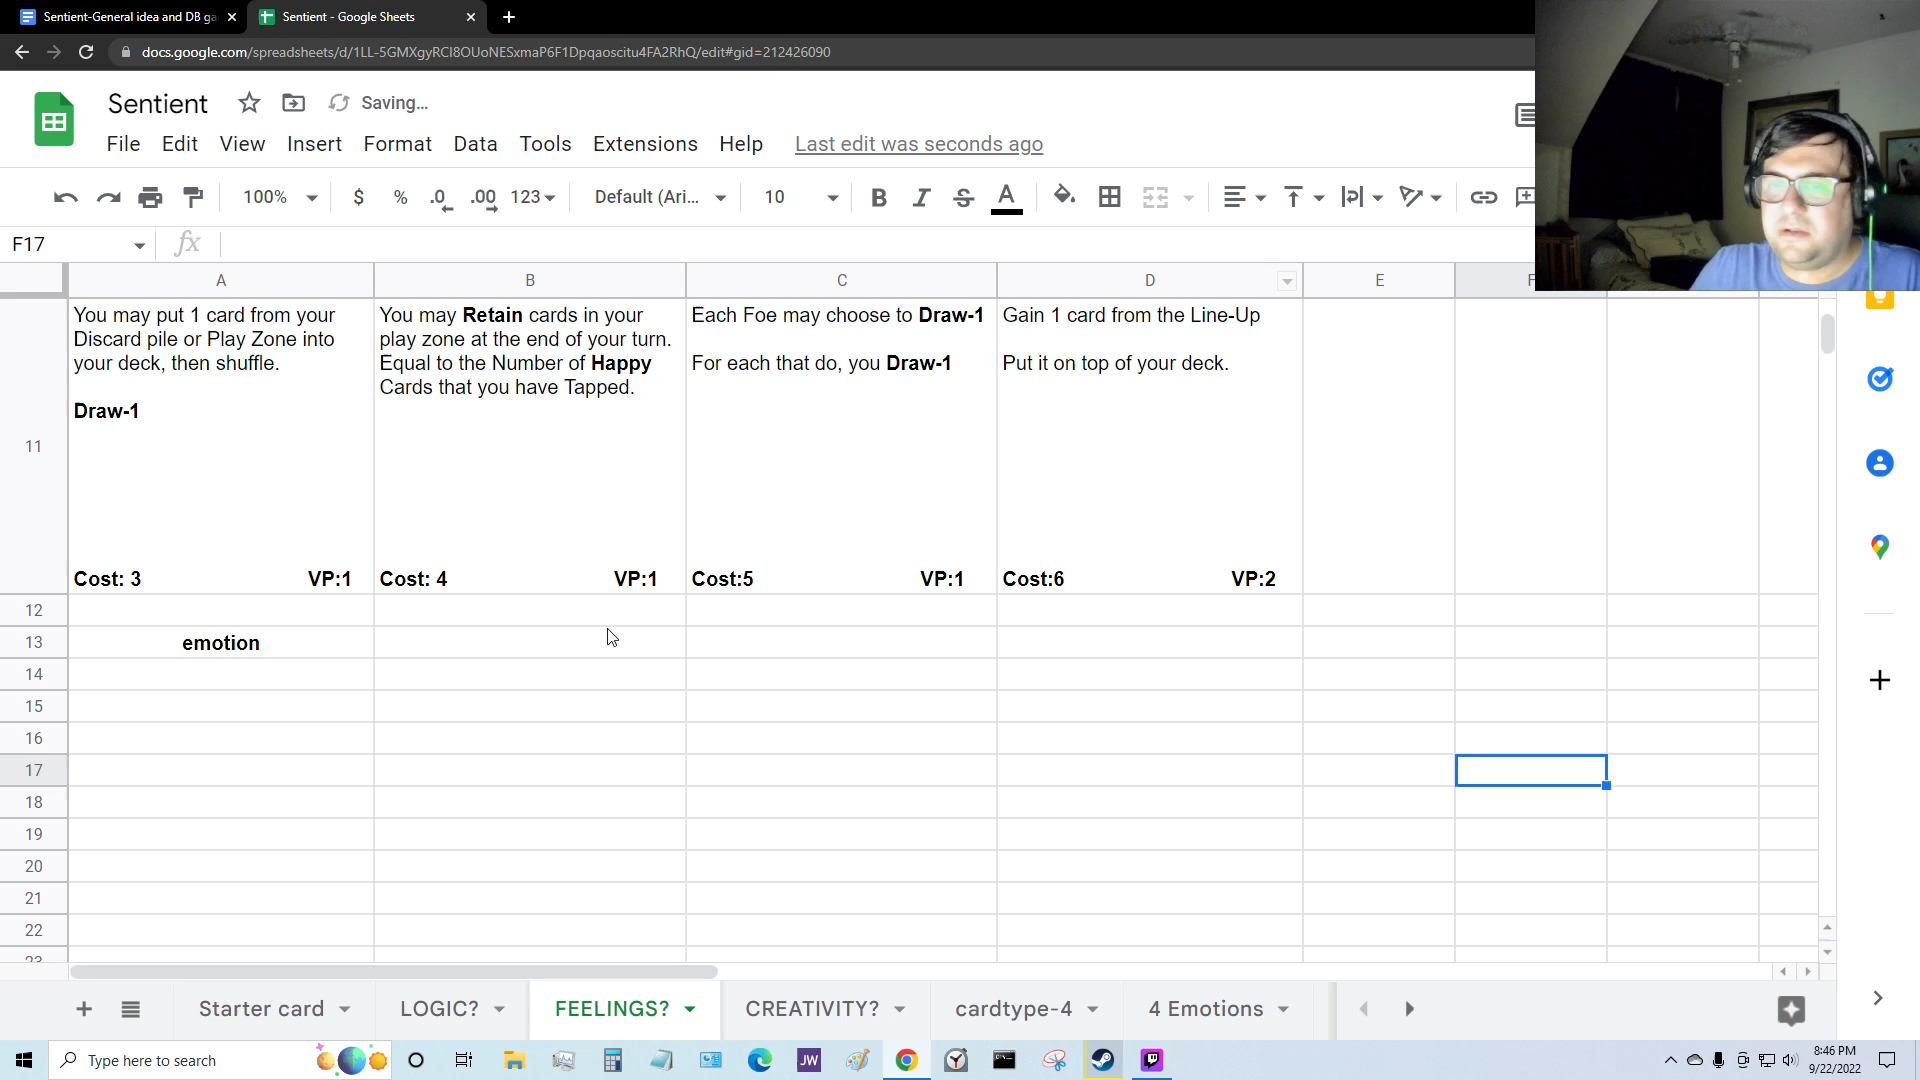 Sentient-General idea and DB ga
Sentient - Google Sheets
docs.google.com/spreadsheets/d/1LL-5GMXgyRCI8OUoNESxmaP6F1Dpqaoscitu4FA2RhQ/edit#gid=212426090
Sentient
Saving...
File Edit View Insert Format Data Tools Extensions Help Last edit was seconds ago
100% $ % .0 .00 123 Default (Ari... 10 B I S A
F17 fx
A B C D E F
11
You may put 1 card from your
Discard pile or Play Zone into
your deck, then shuffle.
Draw-1
Cost: 3 VP:1
You may Retain cards in your
play zone at the end of your turn.
Equal to the Number of Happy
Cards that you have Tapped.
Cost: 4 VP:1
Each Foe may choose to Draw-1
For each that do, you Draw-1
Cost:5 VP:1
Gain 1 card from the Line-Up
Put it on top of your deck.
Cost:6 VP:2
12
13 emotion
14
15
16
17
18
19
20
21
22
23
Starter card LOGIC? FEELINGS? CREATIVITY? cardtype-4 4 Emotions
Type here to search
JW
8:46 PM
9/22/2022